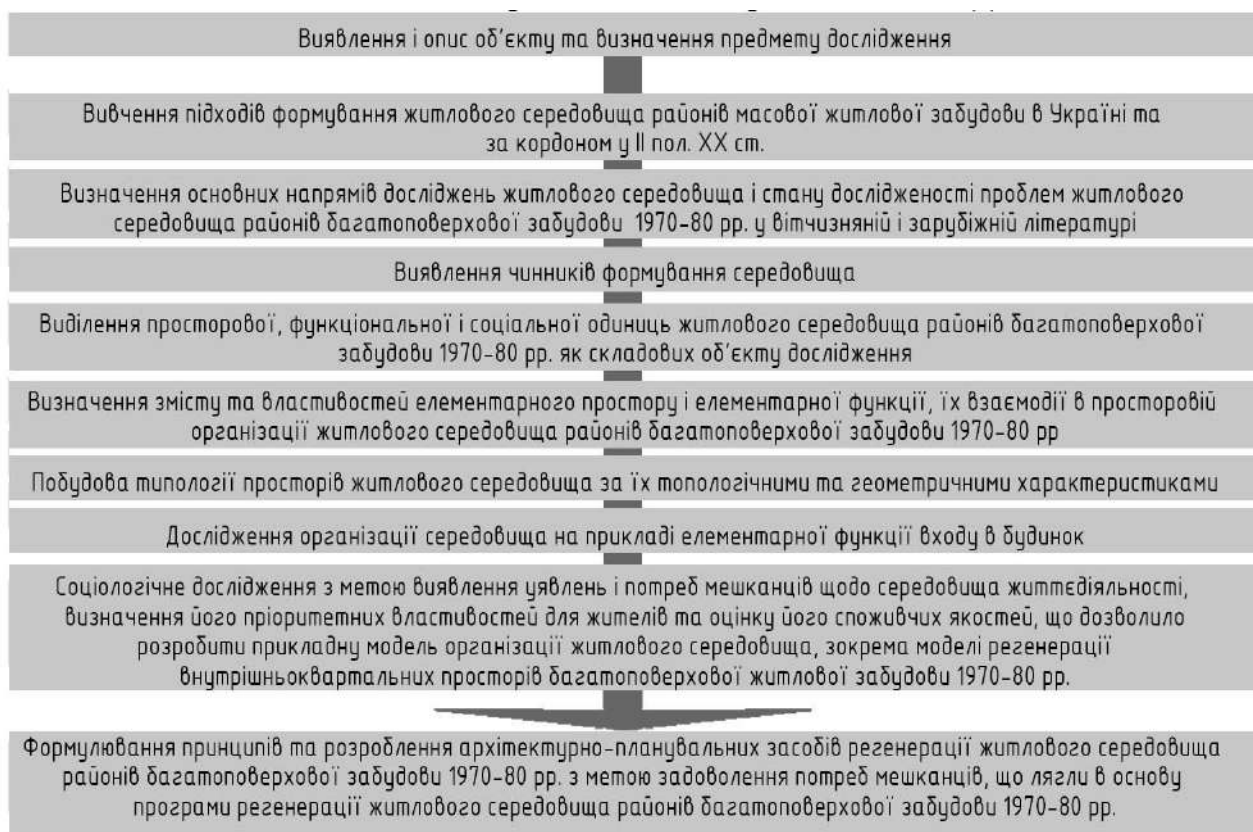 Виявлення і опис об'єкту та визначення предмету дослідження
Вивчення підходів формування житлового середовища районів масової житлової забудови в Україні та
за кордоном у ІІ пол. ХХ ст.
Визначення основних напрямів досліджень житлового середовища і стану дослідженості проблем житлового
середовища районів багатоповерхової забудови 1970-80 рр. у вітчизняній і зарубіжній літературі
Виявлення чинників формування середовища
Виділення просторової, функціональної і соціальної одиниць житлового середовища районів багатоповерхової
забудови 1970-80 рр. як складових об'єкту дослідження
Визначення змісту та властивостей елементарного простору і елементарної функції, їх взаємодії в просторовій
організації житлового середовища районів багатоповерхової забудови 1970-80 рр
Побудова типології просторів житлового середовища за їх топологічними та геометричними характеристиками
Дослідження організації середовища на прикладі елементарної функції входу в будинок
Соціологічне дослідження з метою виявлення уявлень і потреб мешканців щодо середовища життєдіяльності,
визначення його пріоритетних властивостей для жителів та оцінку його споживчих якостей, що дозволило
розробити прикладну модель організації житлового середовища, зокрема моделі регенерації
внутрішньоквартальних просторів багатоповерхової житлової забудови 1970-80 рр.
Формулювання принципів та розроблення архітектурно-планувальних засобів регенерації житлового середовища
районів багатоповерхової забудови 1970-80 рр. з метою задоволення потреб мешканців, що лягли в основу
програми регенерації житлового середовища районів багатоповерхової забудови 1970-80 рр.